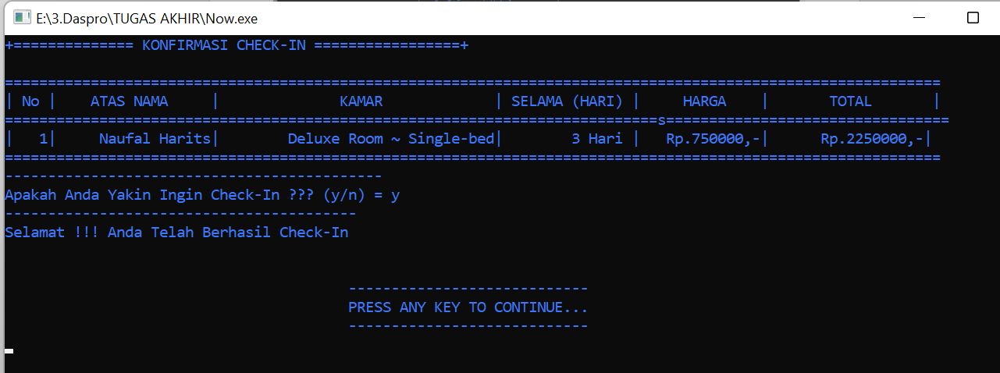 E:\3.Daspro\TUGAS AKHIR\Now.exe
+============== KONFIRMASI CHECK-IN =================+
=============================================================================================================
| No |    ATAS NAMA     |              KAMAR             | SELAMA (HARI) |     HARGA    |       TOTAL       |
============================================================================s=================================
|   1|     Naufal Harits|        Deluxe Room ~ Single-bed|        3 Hari |   Rp.750000,-|      Rp.2250000,-|
=============================================================================================================
--------------------------------------------
Apakah Anda Yakin Ingin Check-In ??? (y/n) = y
-----------------------------------------
Selamat !!! Anda Telah Berhasil Check-In
----------------------------
PRESS ANY KEY TO CONTINUE...
----------------------------